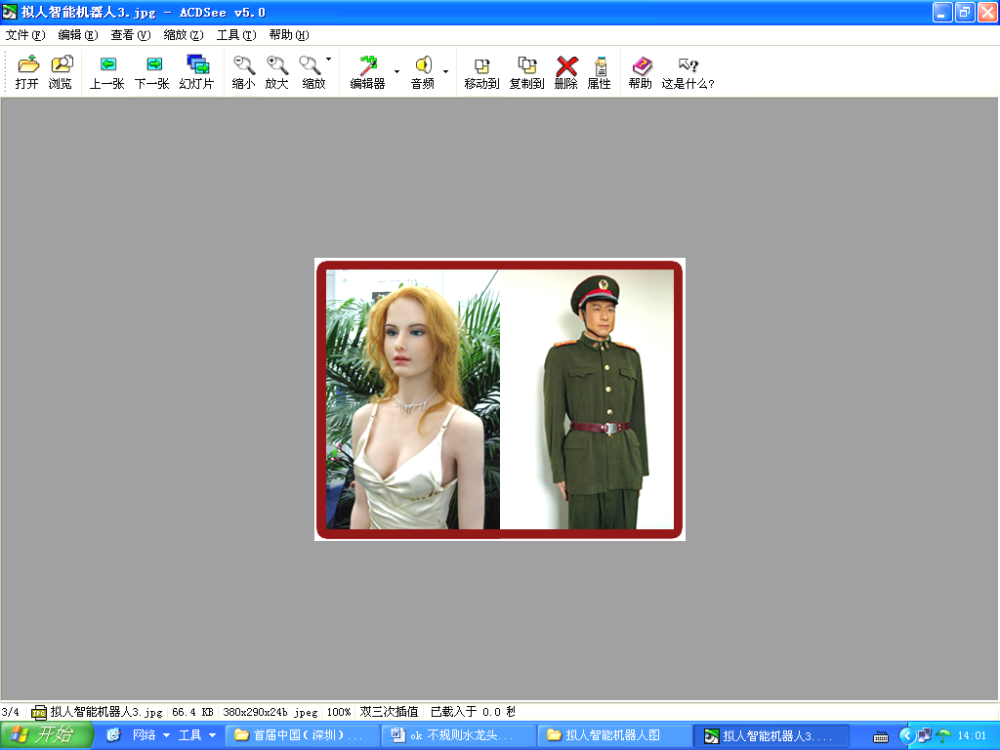 拟人智能机器人3.jpg - ACDSee v5.0
文件(F) 编辑(E) 查看(V) 缩放(Z) 工具(T) 帮助(H)
打开 浏览 上一张 下一张 幻灯片 缩小 放大 缩放 编辑器 音频 移动到 复制到 删除 属性 帮助 这是什么?
3/4 拟人智能机器人3.jpg 66.4 KB 380x290x24b jpeg 100% 双三次插值 已载入于 0.0 秒
开始 网络 工具 首届中国(深圳)... ok 不规则水龙头... 拟人智能机器人图 拟人智能机器人3.... 14:01